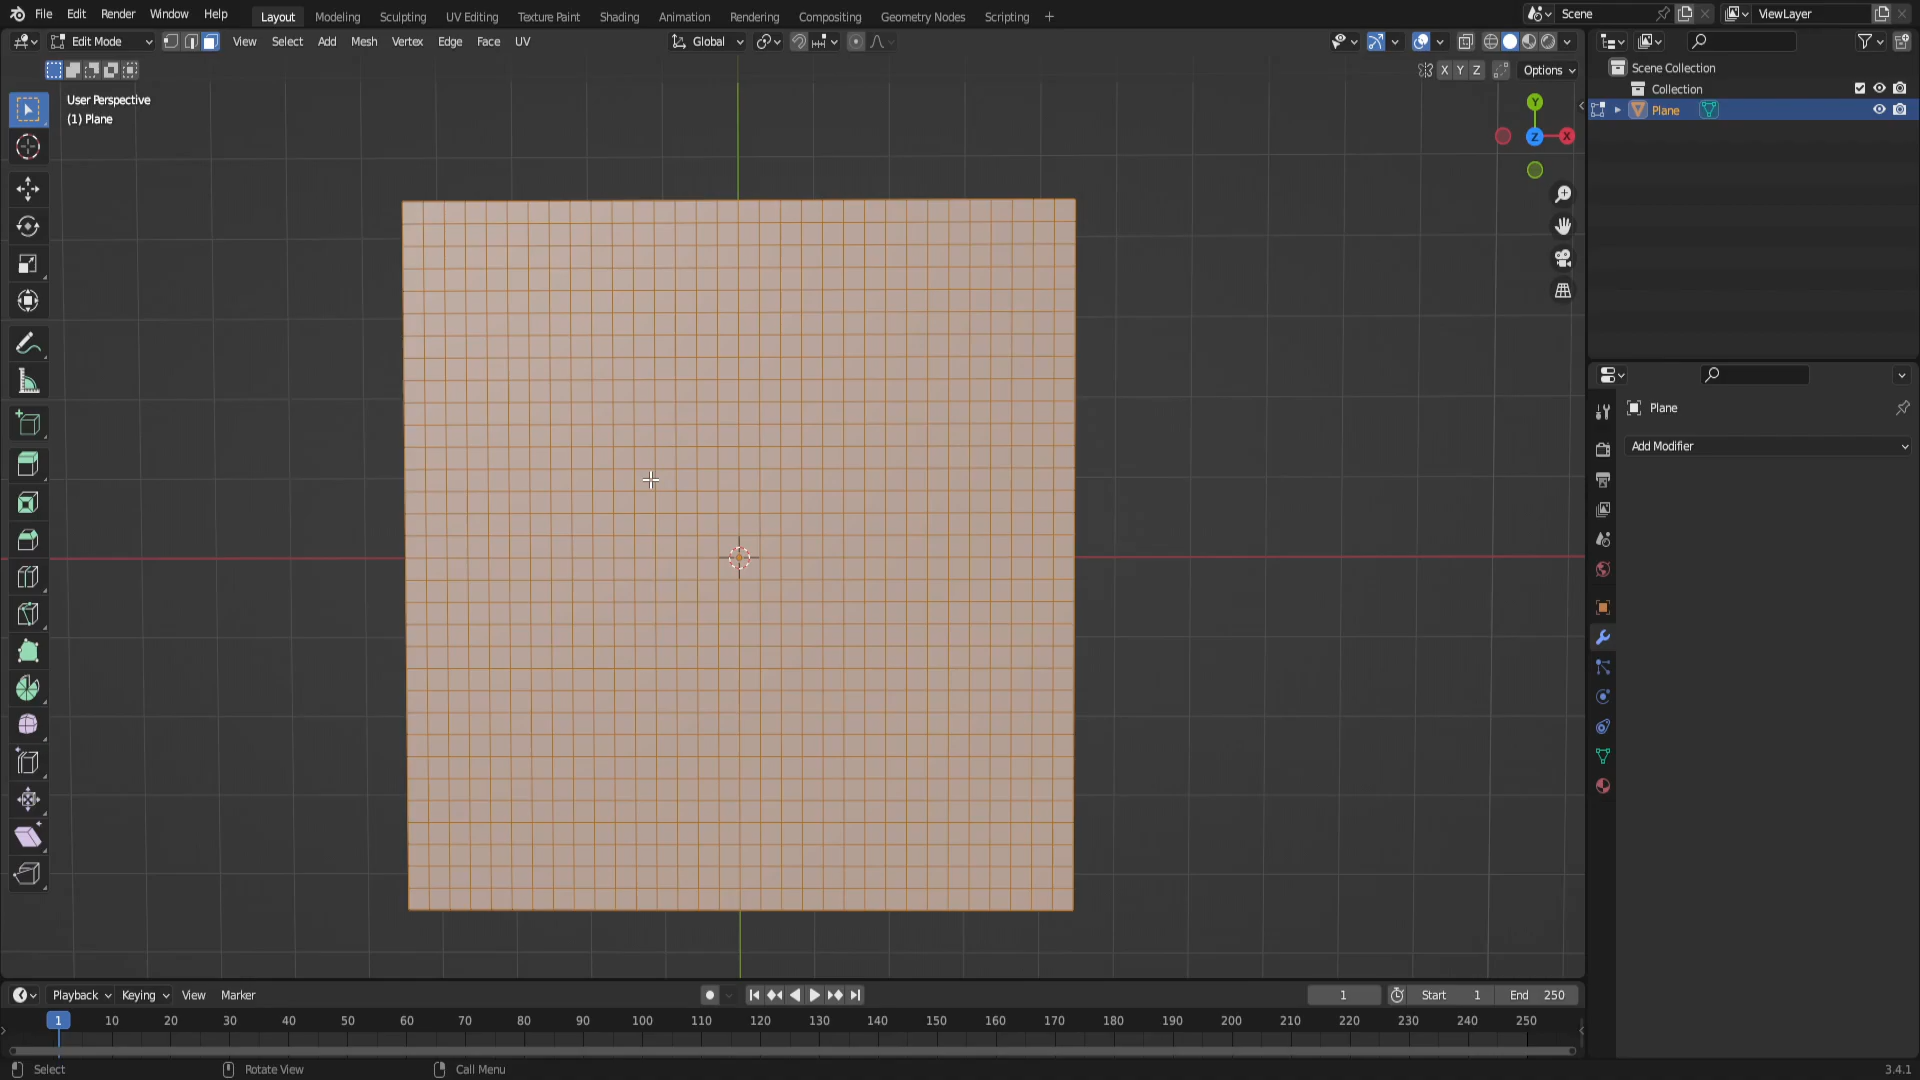 File Edit Render Window Help Layout Modeling Sculpting UV Editing Texture Paint Shading Animation Rendering Compositing Geometry Nodes Scripting + Scene ViewLayer
Edit Mode View Select Add Mesh Vertex Edge Face UV Global
X Y Z Options
User Perspective
(1) Plane
Y
Z X
Scene Collection
Collection
Plane
Plane
Add Modifier
Playback Keying View Marker 1 Start 1 End 250
1 10 20 30 40 50 60 70 80 90 100 110 120 130 140 150 160 170 180 190 200 210 220 230 240 250
Select Rotate View Call Menu 3.4.1